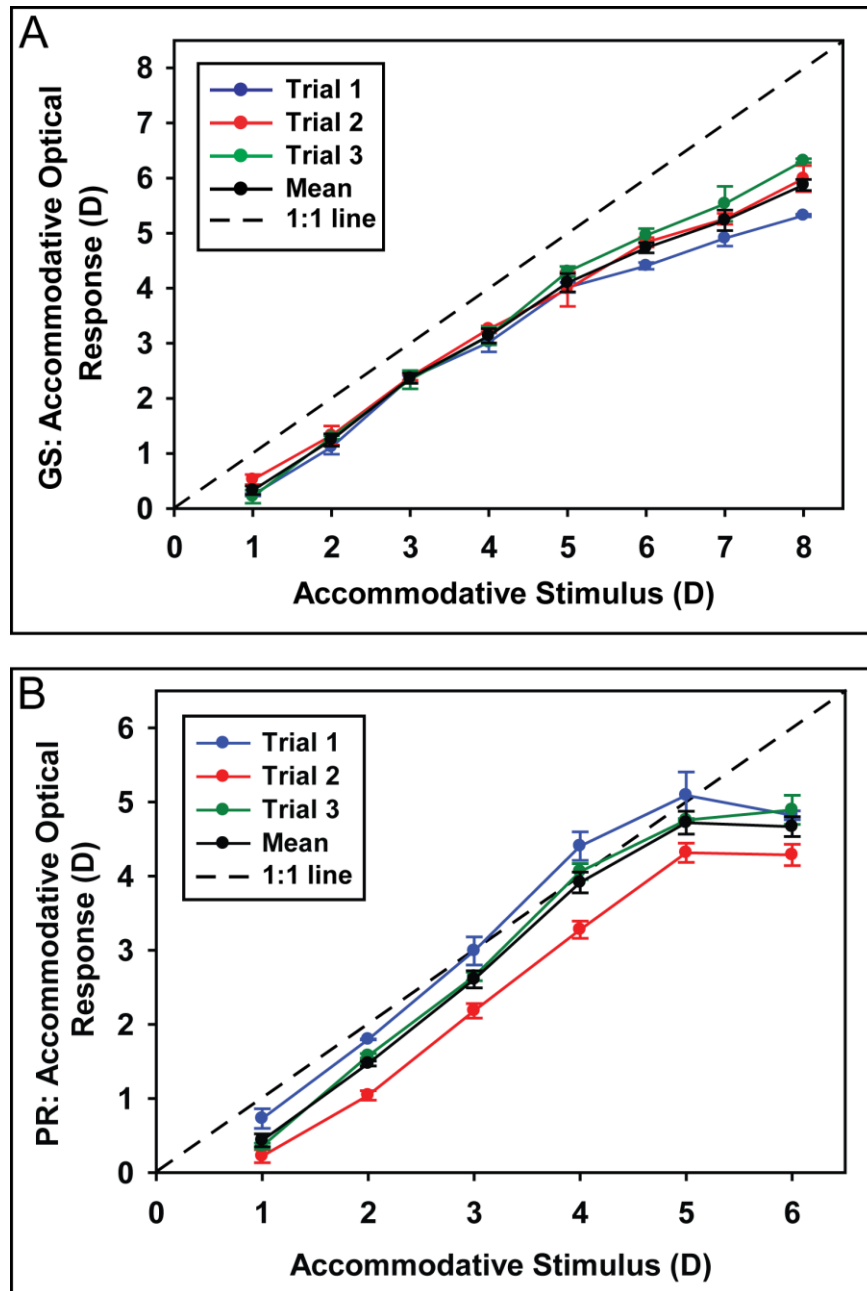 A
GS: Accommodative Optical
Response (D)
8
7
6
5
4
3
2
1
0
Trial 1
Trial 2
Trial 3
Mean
1:1 line
0 1 2 3 4 5 6 7 8
Accommodative Stimulus (D)
B
PR: Accommodative Optical
Response (D)
6
5
4
3
2
1
0
Trial 1
Trial 2
Trial 3
Mean
1:1 line
0 1 2 3 4 5 6
Accommodative Stimulus (D)